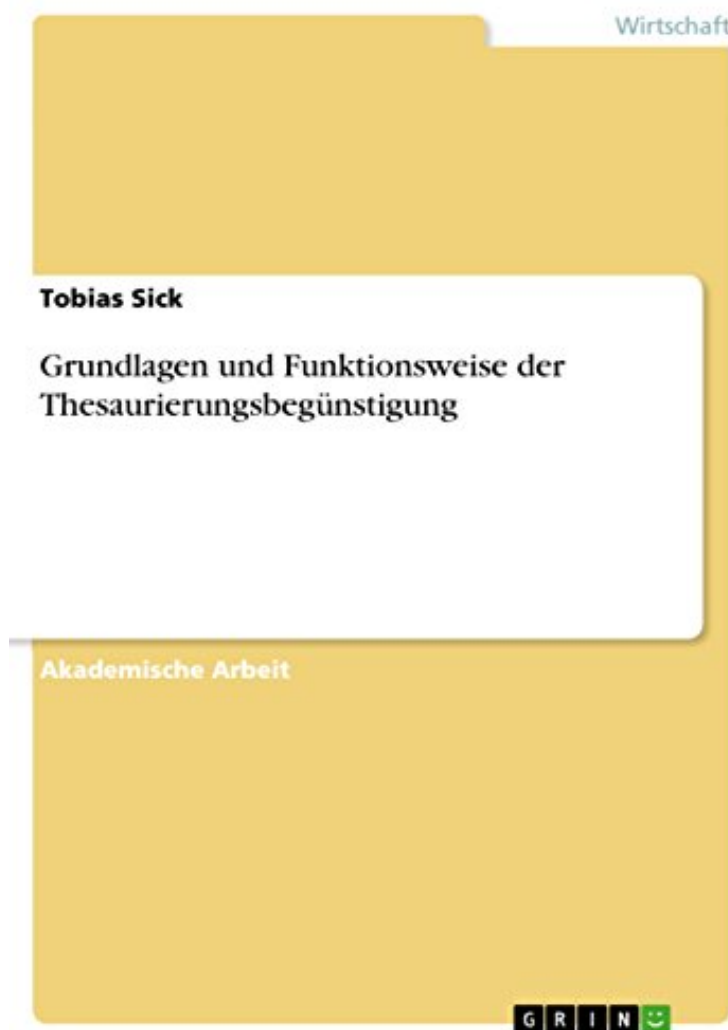 Wirtschaft
Tobias Sick
Grundlagen und Funktionsweise der
Thesaurierungsbegünstigung
Akademische Arbeit
GRIN